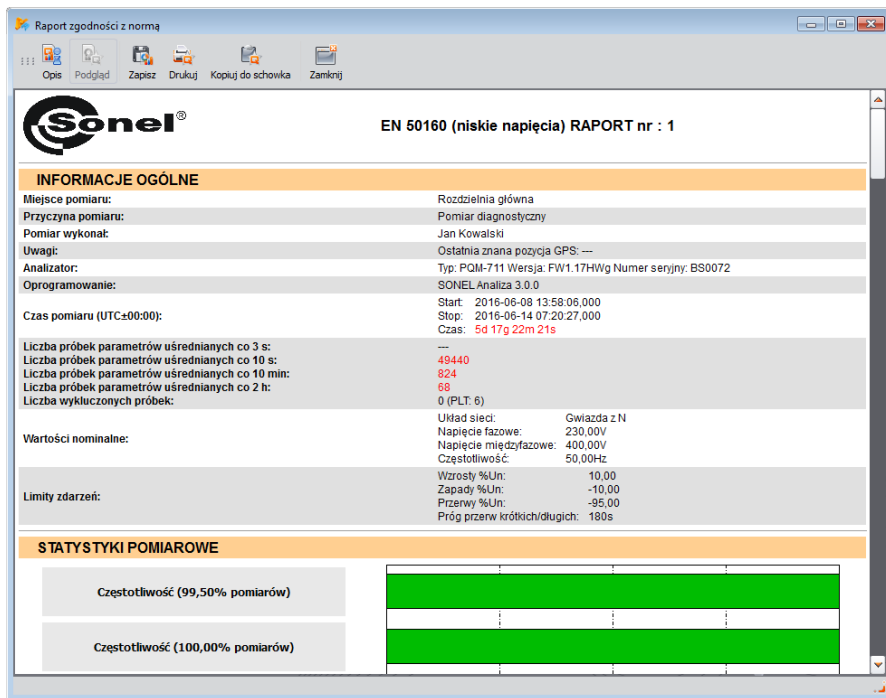 Raport zgodności z normą
Opis Podgląd Zapisz Drukuj Kopiuj do schowka Zamknij
Sonel®
EN 50160 (niskie napięcia) RAPORT nr : 1
INFORMACJE OGÓLNE
Miejsce pomiaru: Rozdzielnia główna
Przyczyna pomiaru: Pomiar diagnostyczny
Pomiar wykonał: Jan Kowalski
Uwagi: Ostatnia znana pozycja GPS: ---
Analizator: Typ: PQM-711 Wersja: FW1.17HWg Numer seryjny: BS0072
Oprogramowanie: SONEL Analiza 3.0.0
Czas pomiaru (UTC±00:00):
Start: 2016-06-08 13:58:06,000
Stop: 2016-06-14 07:20:27,000
Czas: 5d 17g 22m 21s
Liczba próbek parametrów uśrednianych co 3 s: ---
Liczba próbek parametrów uśrednianych co 10 s: 49440
Liczba próbek parametrów uśrednianych co 10 min: 824
Liczba próbek parametrów uśrednianych co 2 h: 68
Liczba wykluczonych próbek: 0 (PLT: 6)
Wartości nominalne:
Układ sieci: Gwiazda z N
Napięcie fazowe: 230,00V
Napięcie międzyfazowe: 400,00V
Częstotliwość: 50,00Hz
Limity zdarzeń:
Wzrosty %Un: 10,00
Zapady %Un: -10,00
Przerwy %Un: -95,00
Próg przerw krótkich/długich: 180s
STATYSTYKI POMIAROWE
Częstotliwość (99,50% pomiarów)
Częstotliwość (100,00% pomiarów)